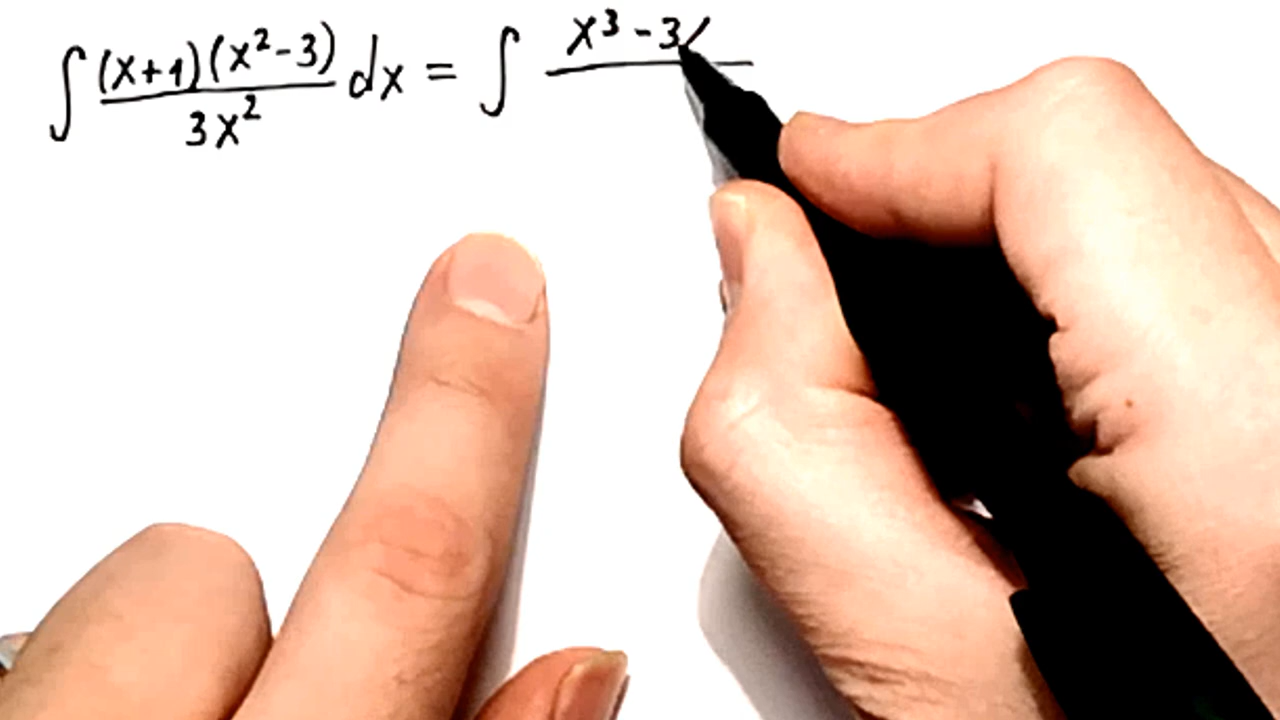 ∫ (x+1)(x²-3) / 3x² dx = ∫ x³ - 3